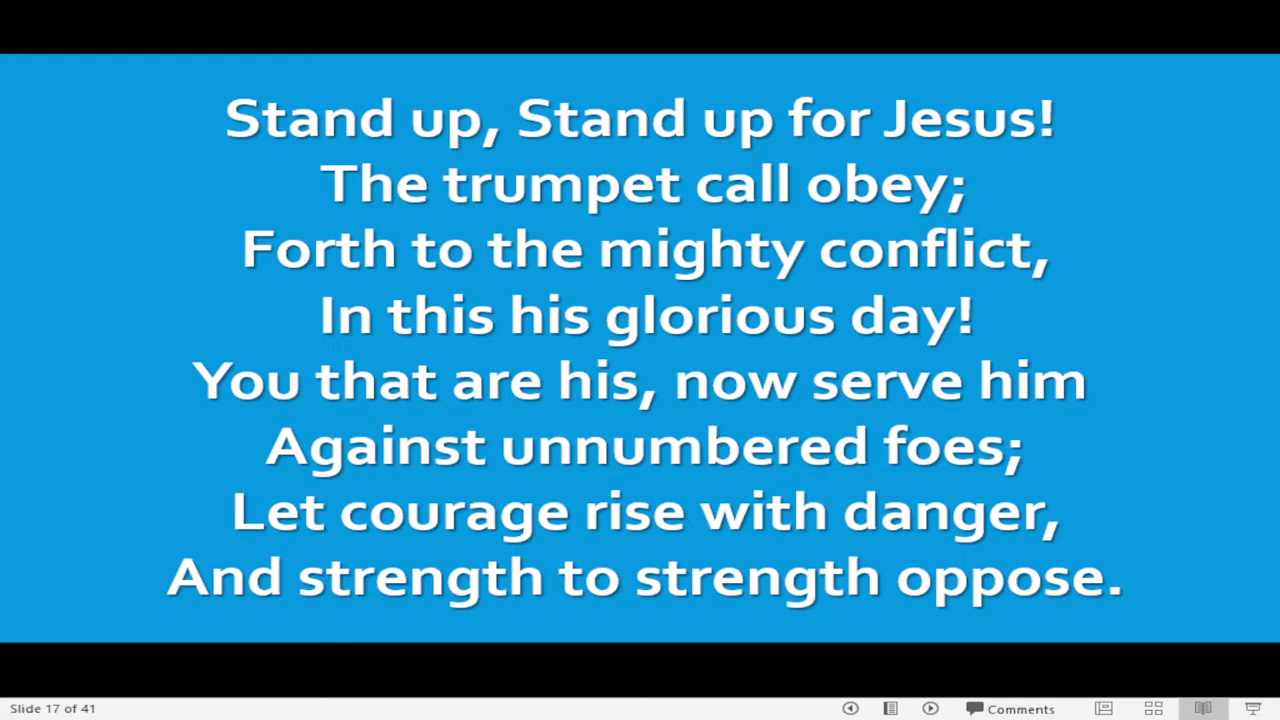 Stand up, Stand up for Jesus!
The trumpet call obey;
Forth to the mighty conflict,
In this his glorious day!
You that are his, now serve him
Against unnumbered foes;
Let courage rise with danger,
And strength to strength oppose.
Slide 17 of 41
Comments